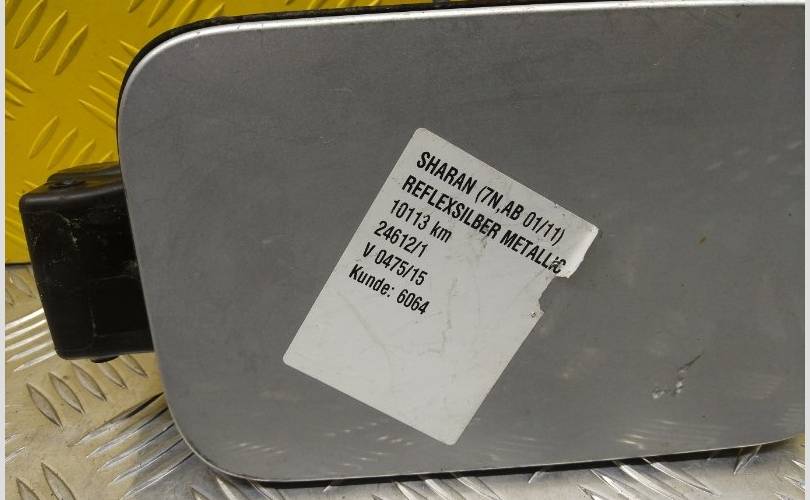 SHARAN (7N,AB 01/11)
REFLEXSILBER METALLIC
10113 km
24612/1
V 0475/15
Kunde: 6064